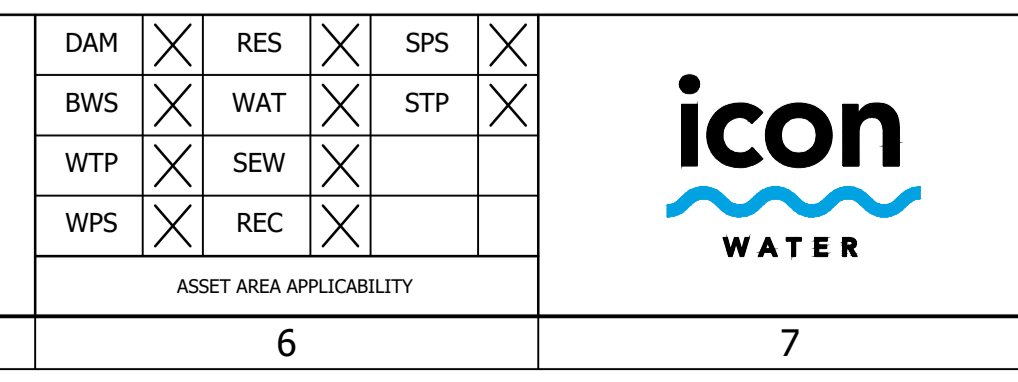 DAM RES SPS
BWS WAT STP
WTP SEW
WPS REC
ASSET AREA APPLICABILITY
icon
WATER
6 7